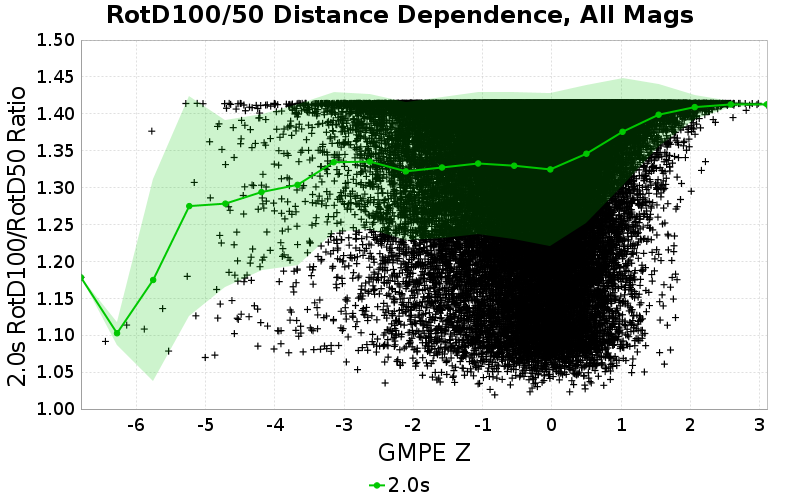 RotD100/50 Distance Dependence, All Mags
2.0s RotD100/RotD50 Ratio
1.50
1.45
1.40
1.35
1.30
1.25
1.20
1.15
1.10
1.05
1.00
-6 -5 -4 -3 -2 -1 0 1 2 3
GMPE Z
2.0s